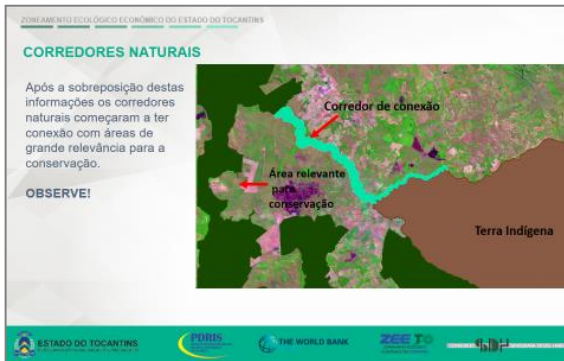 ZONEAMENTO ECOLÓGICO ECONÔMICO DO ESTADO DO TOCANTINS
CORREDORES NATURAIS
Após a sobreposição destas
informações os corredores
naturais começaram a ter
conexão com áreas de
grande relevância para a
conservação.
OBSERVE!
Corredor de conexão
Área relevante
para
conservação
Terra Indígena
ESTADO DO TOCANTINS
PDRIS
THE WORLD BANK
ZEE TO